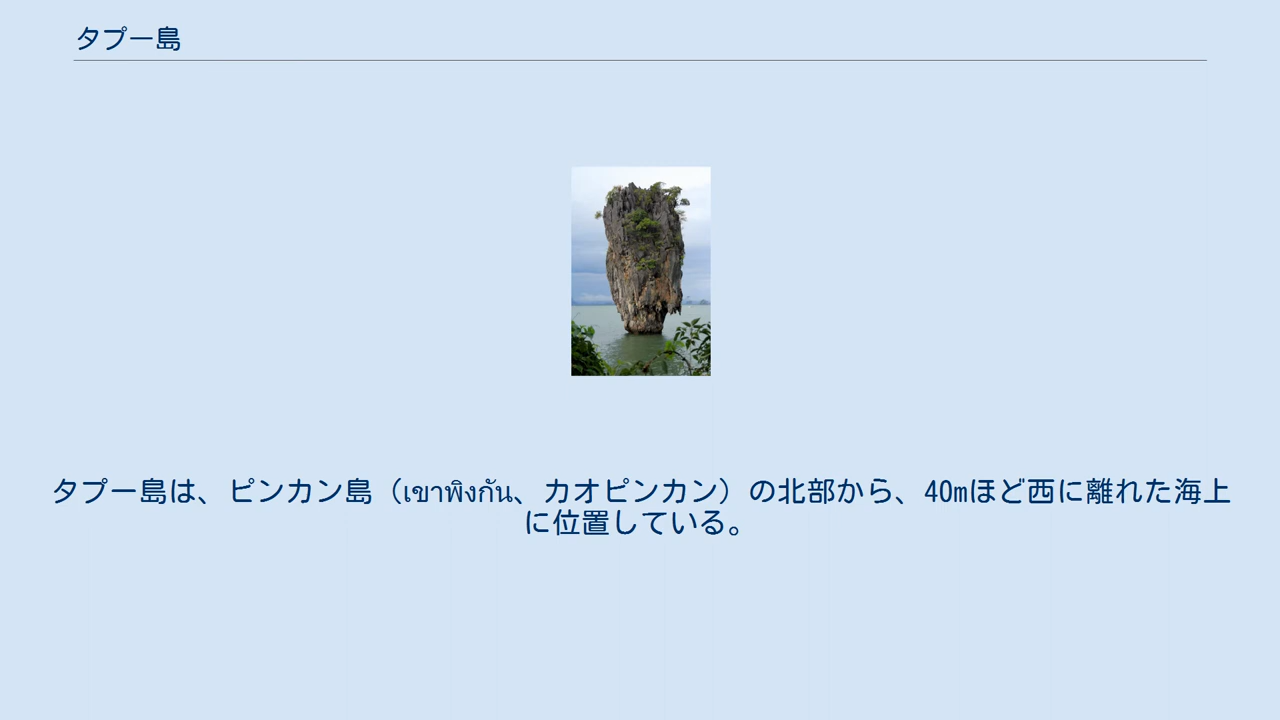 タプー島
タプー島は、ピンカン島（เขาพิงกัน、カオピンカン）の北部から、40mほど西に離れた海上
に位置している。